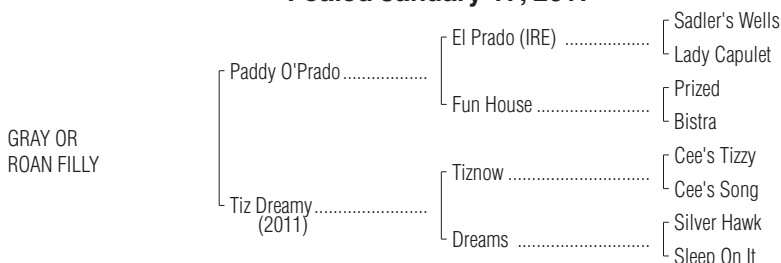 Foaled January
Sadler's Wells
El Prado (IRE) ..................
Lady Capulet
Paddy O'Prado ..................
Prized
Fun House ........................
Bistra
GRAY OR
ROAN FILLY
Cee's Tizzy
Tiznow ..............................
Cee's Song
Tiz Dreamy ........................
(2011)
Silver Hawk
Dreams ............................
Sleep On It